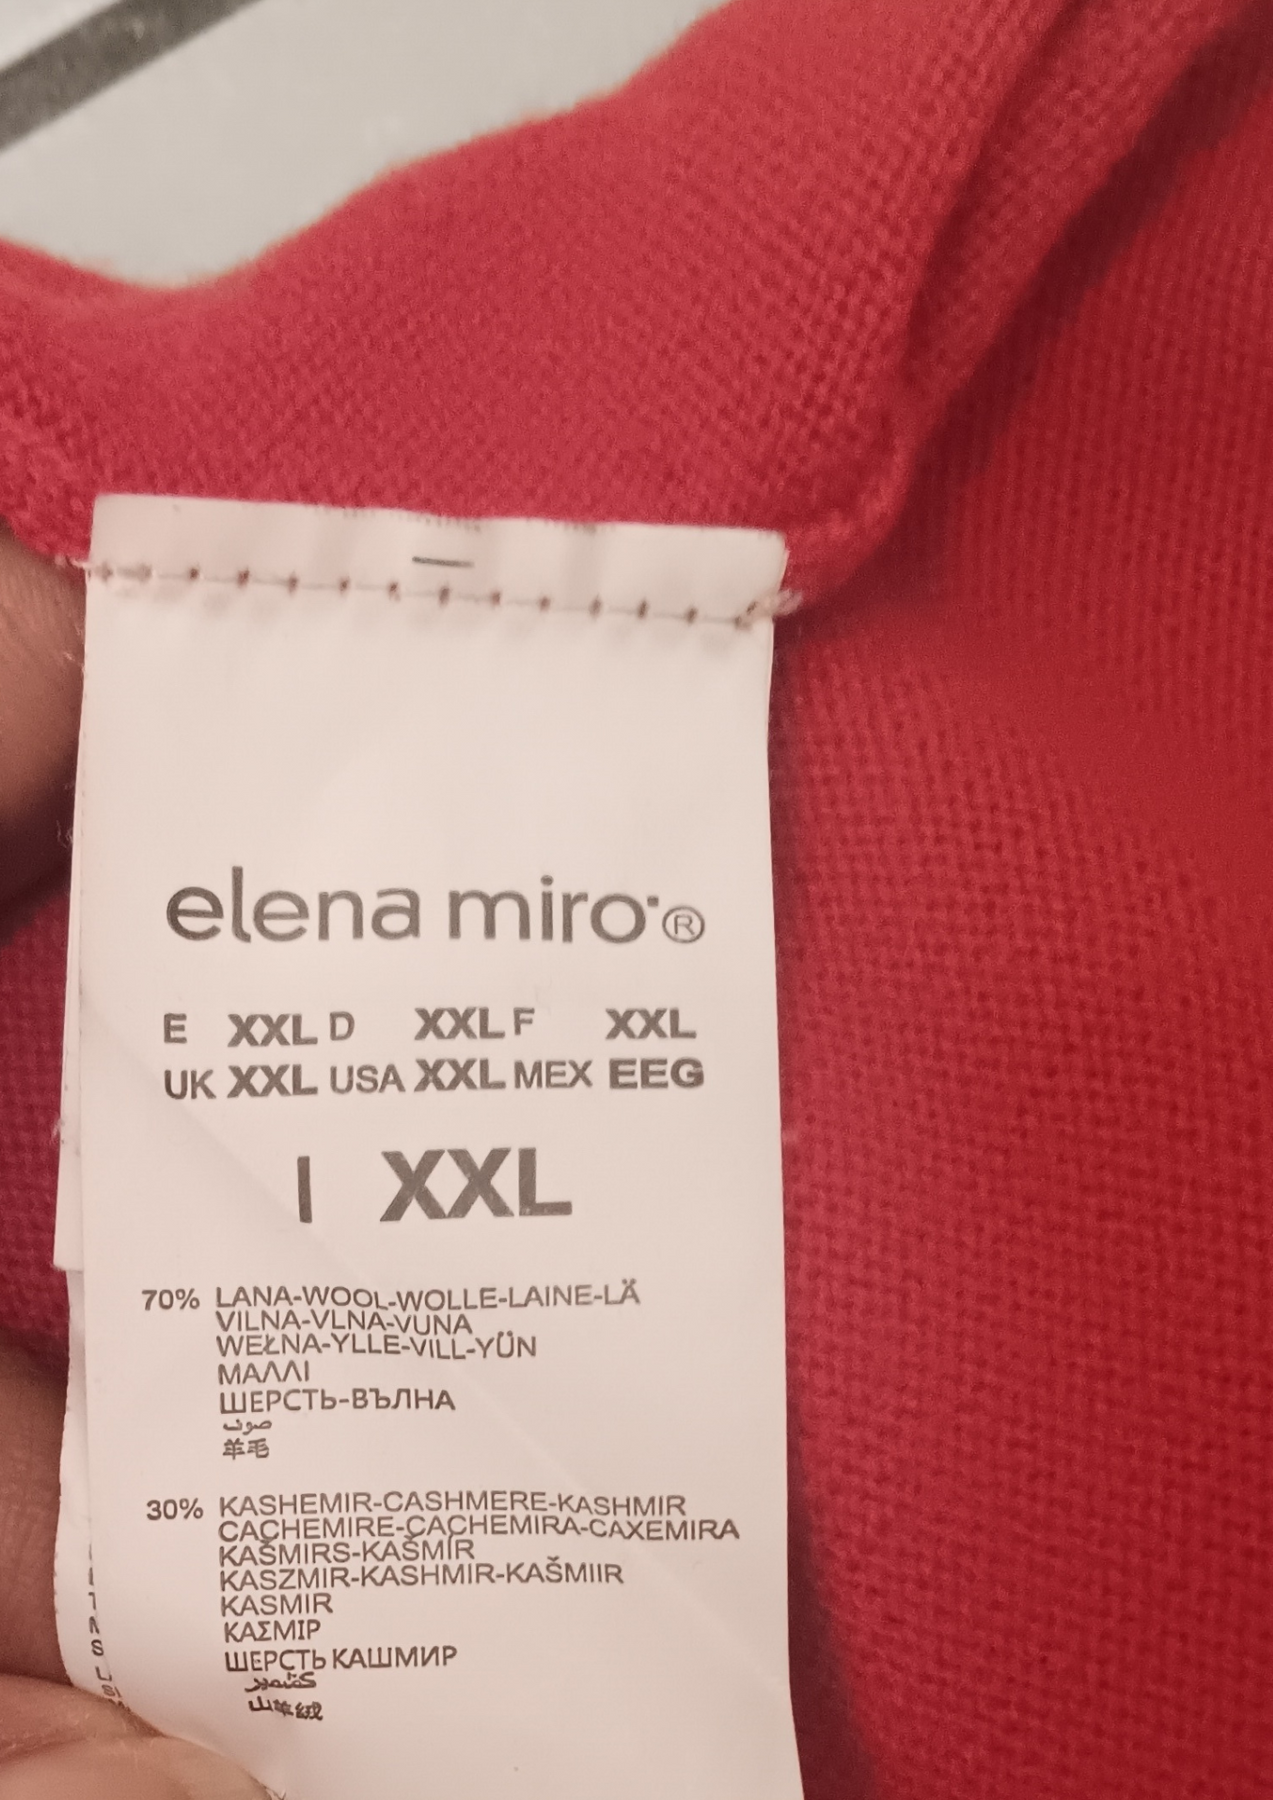 elena miro®
E XXL D XXL F XXL
UK XXL USA XXL MEX EEG
I XXL
70% LANA-WOOL-WOLLE-LAINE-LÄ
VILNA-VLNA-VUNA
WEŁNA-YLLE-VILL-YÜN
ΜΑΛΛΙ
ШЕРСТЬ-ВЪЛНА
صوف
羊毛
30% KASHEMIR-CASHMERE-KASHMIR
CACHEMIRE-CACHEMIRA-CAXEMIRA
KAŠMIRS-KAŠMÍR
KASZMIR-KASHMIR-KAŠMIIR
KASMIR
ΚΑΣΜΙΡ
ШЕРСТЬ КАШМИР
كشمير
山羊绒